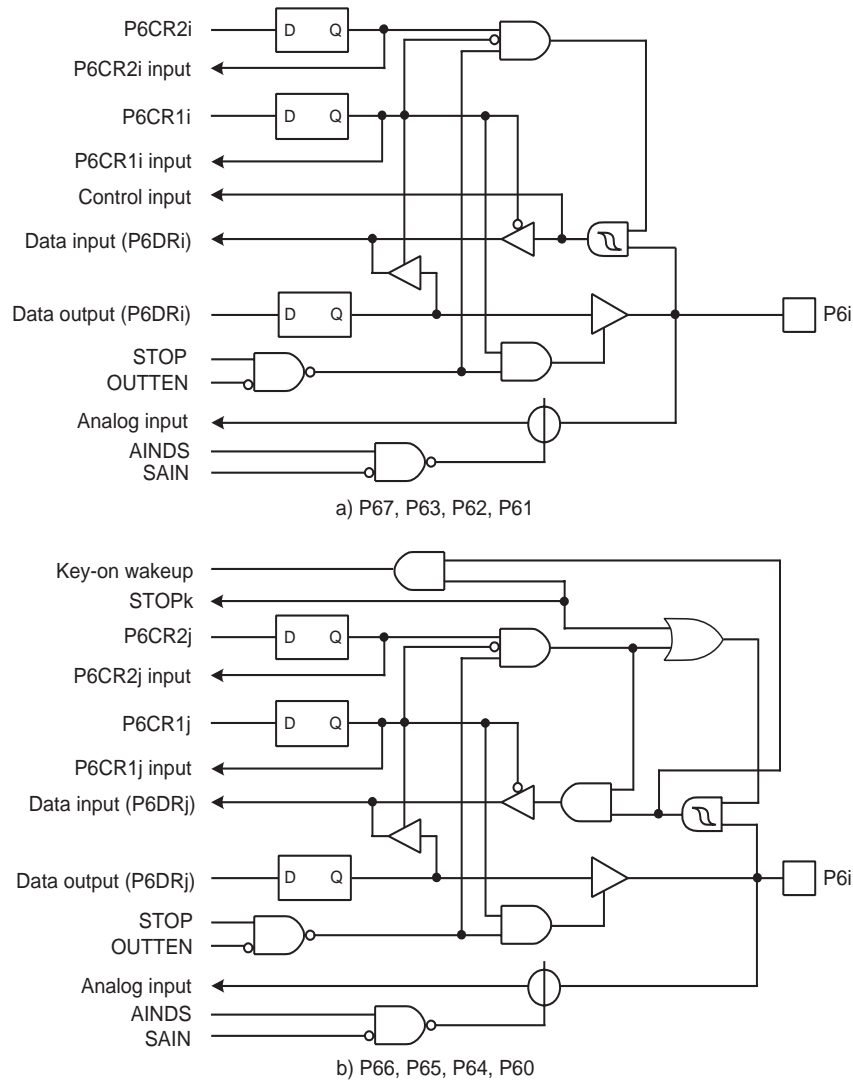 P6CR2i
D Q
P6CR2i input
P6CR1i
D Q
P6CR1i input
Control input
Data input (P6DRi)
Data output (P6DRi)
D Q
P6i
STOP
OUTTEN
Analog input
AINDS
SAIN
a) P67, P63, P62, P61
Key-on wakeup
STOPk
P6CR2j
D Q
P6CR2j input
P6CR1j
D Q
P6CR1j input
Data input (P6DRj)
Data output (P6DRj)
D Q
P6i
STOP
OUTTEN
Analog input
AINDS
SAIN
b) P66, P65, P64, P60